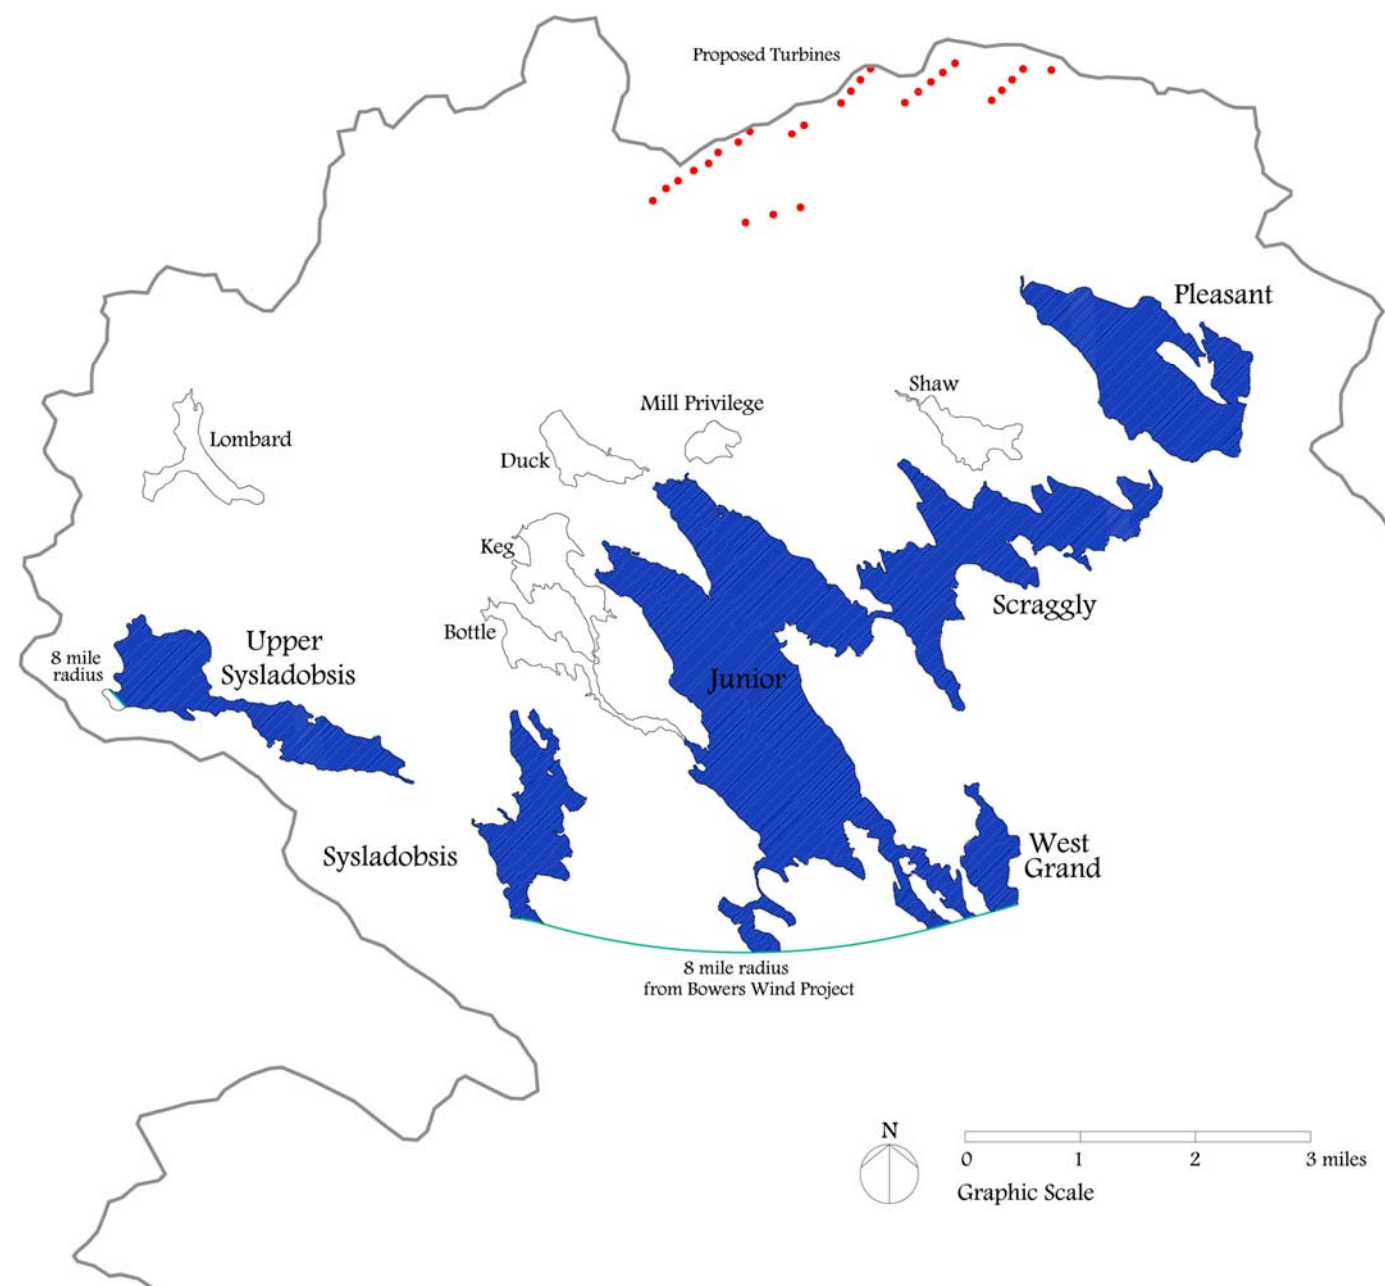 Proposed Turbines
Pleasant
Shaw
Mill Privilege
Lombard
Duck
Keg
Scraggly
Bottle
Upper
Sysladobsis
8 mile
radius
Junior
West
Grand
Sysladobsis
8 mile radius
from Bowers Wind Project
N
0 1 2 3 miles
Graphic Scale